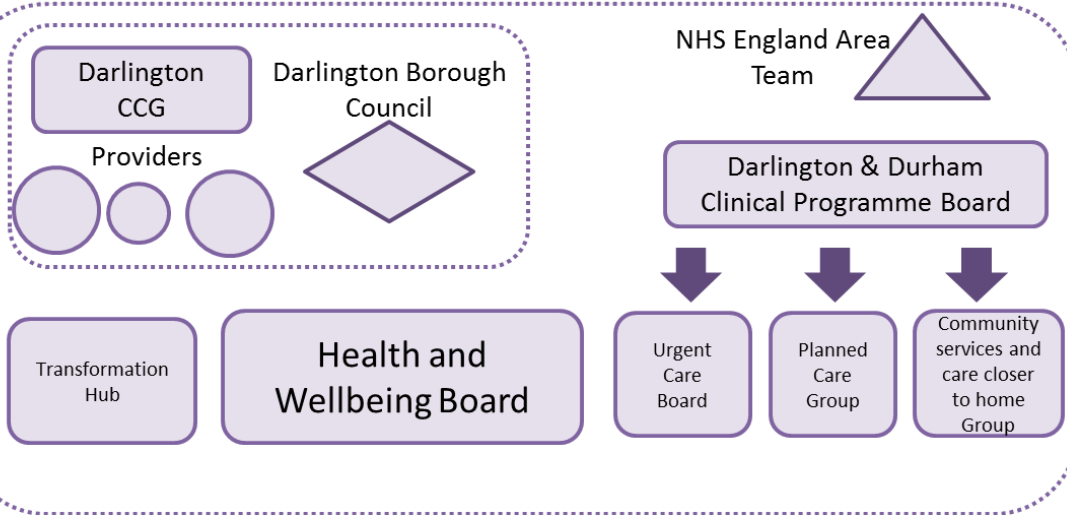 Darlington
CCG
Darlington Borough
Council
Providers
NHS England Area
Team
Darlington & Durham
Clinical Programme Board
Transformation
Hub
Health and
Wellbeing Board
Urgent
Care
Board
Planned
Care
Group
Community
services and
care closer
to home
Group